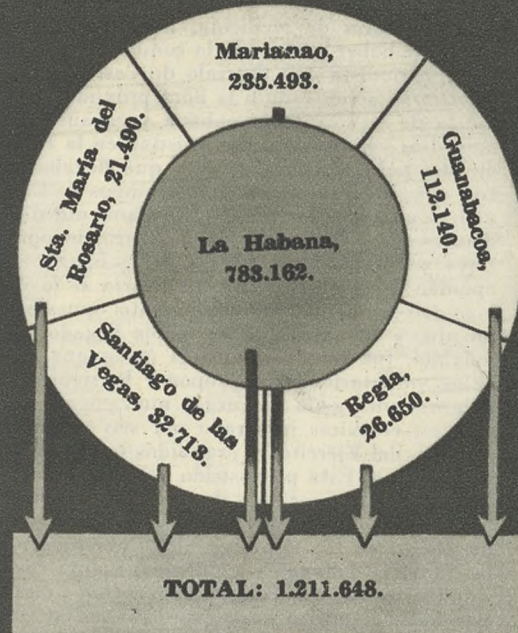 Marianao,
235.493.
Sta. María del
Rosario, 21.490.
Guanabacoa,
112.140.
La Habana,
783.162.
Santiago de las
Vegas, 32.713.
Regla,
26.650.
TOTAL: 1.211.648.